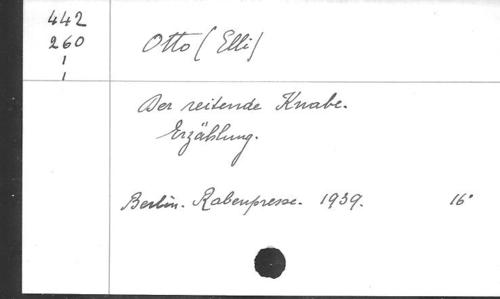 442
260
1
1
Otto (Elli)
Der reitende Knabe.
Erzählung.
Berlin. Rabenpresse. 1939. 16°